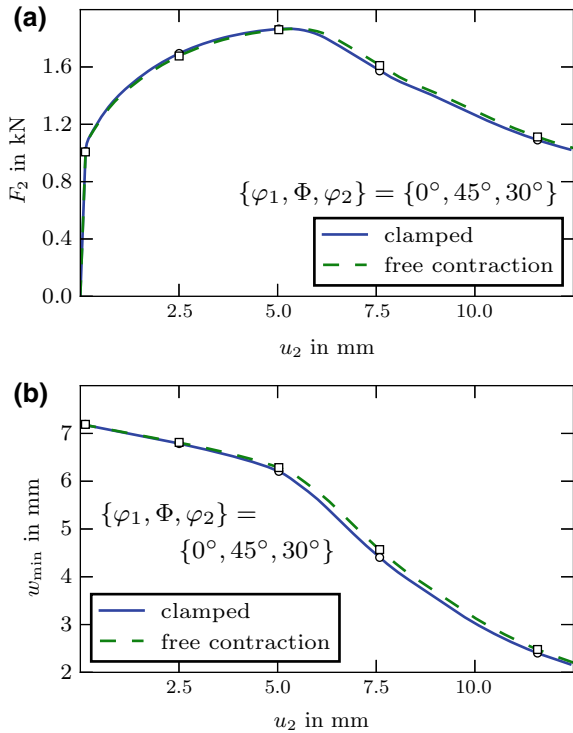 (a)
1.6
1.2
0.8
0.4
0.0
F₂ in kN
{φ₁, Φ, φ₂} = {0°, 45°, 30°}
clamped
free contraction
2.5 5.0 7.5 10.0
u₂ in mm
(b)
7
6
5
4
3
2
w_min in mm
{φ₁, Φ, φ₂} =
{0°, 45°, 30°}
clamped
free contraction
2.5 5.0 7.5 10.0
u₂ in mm